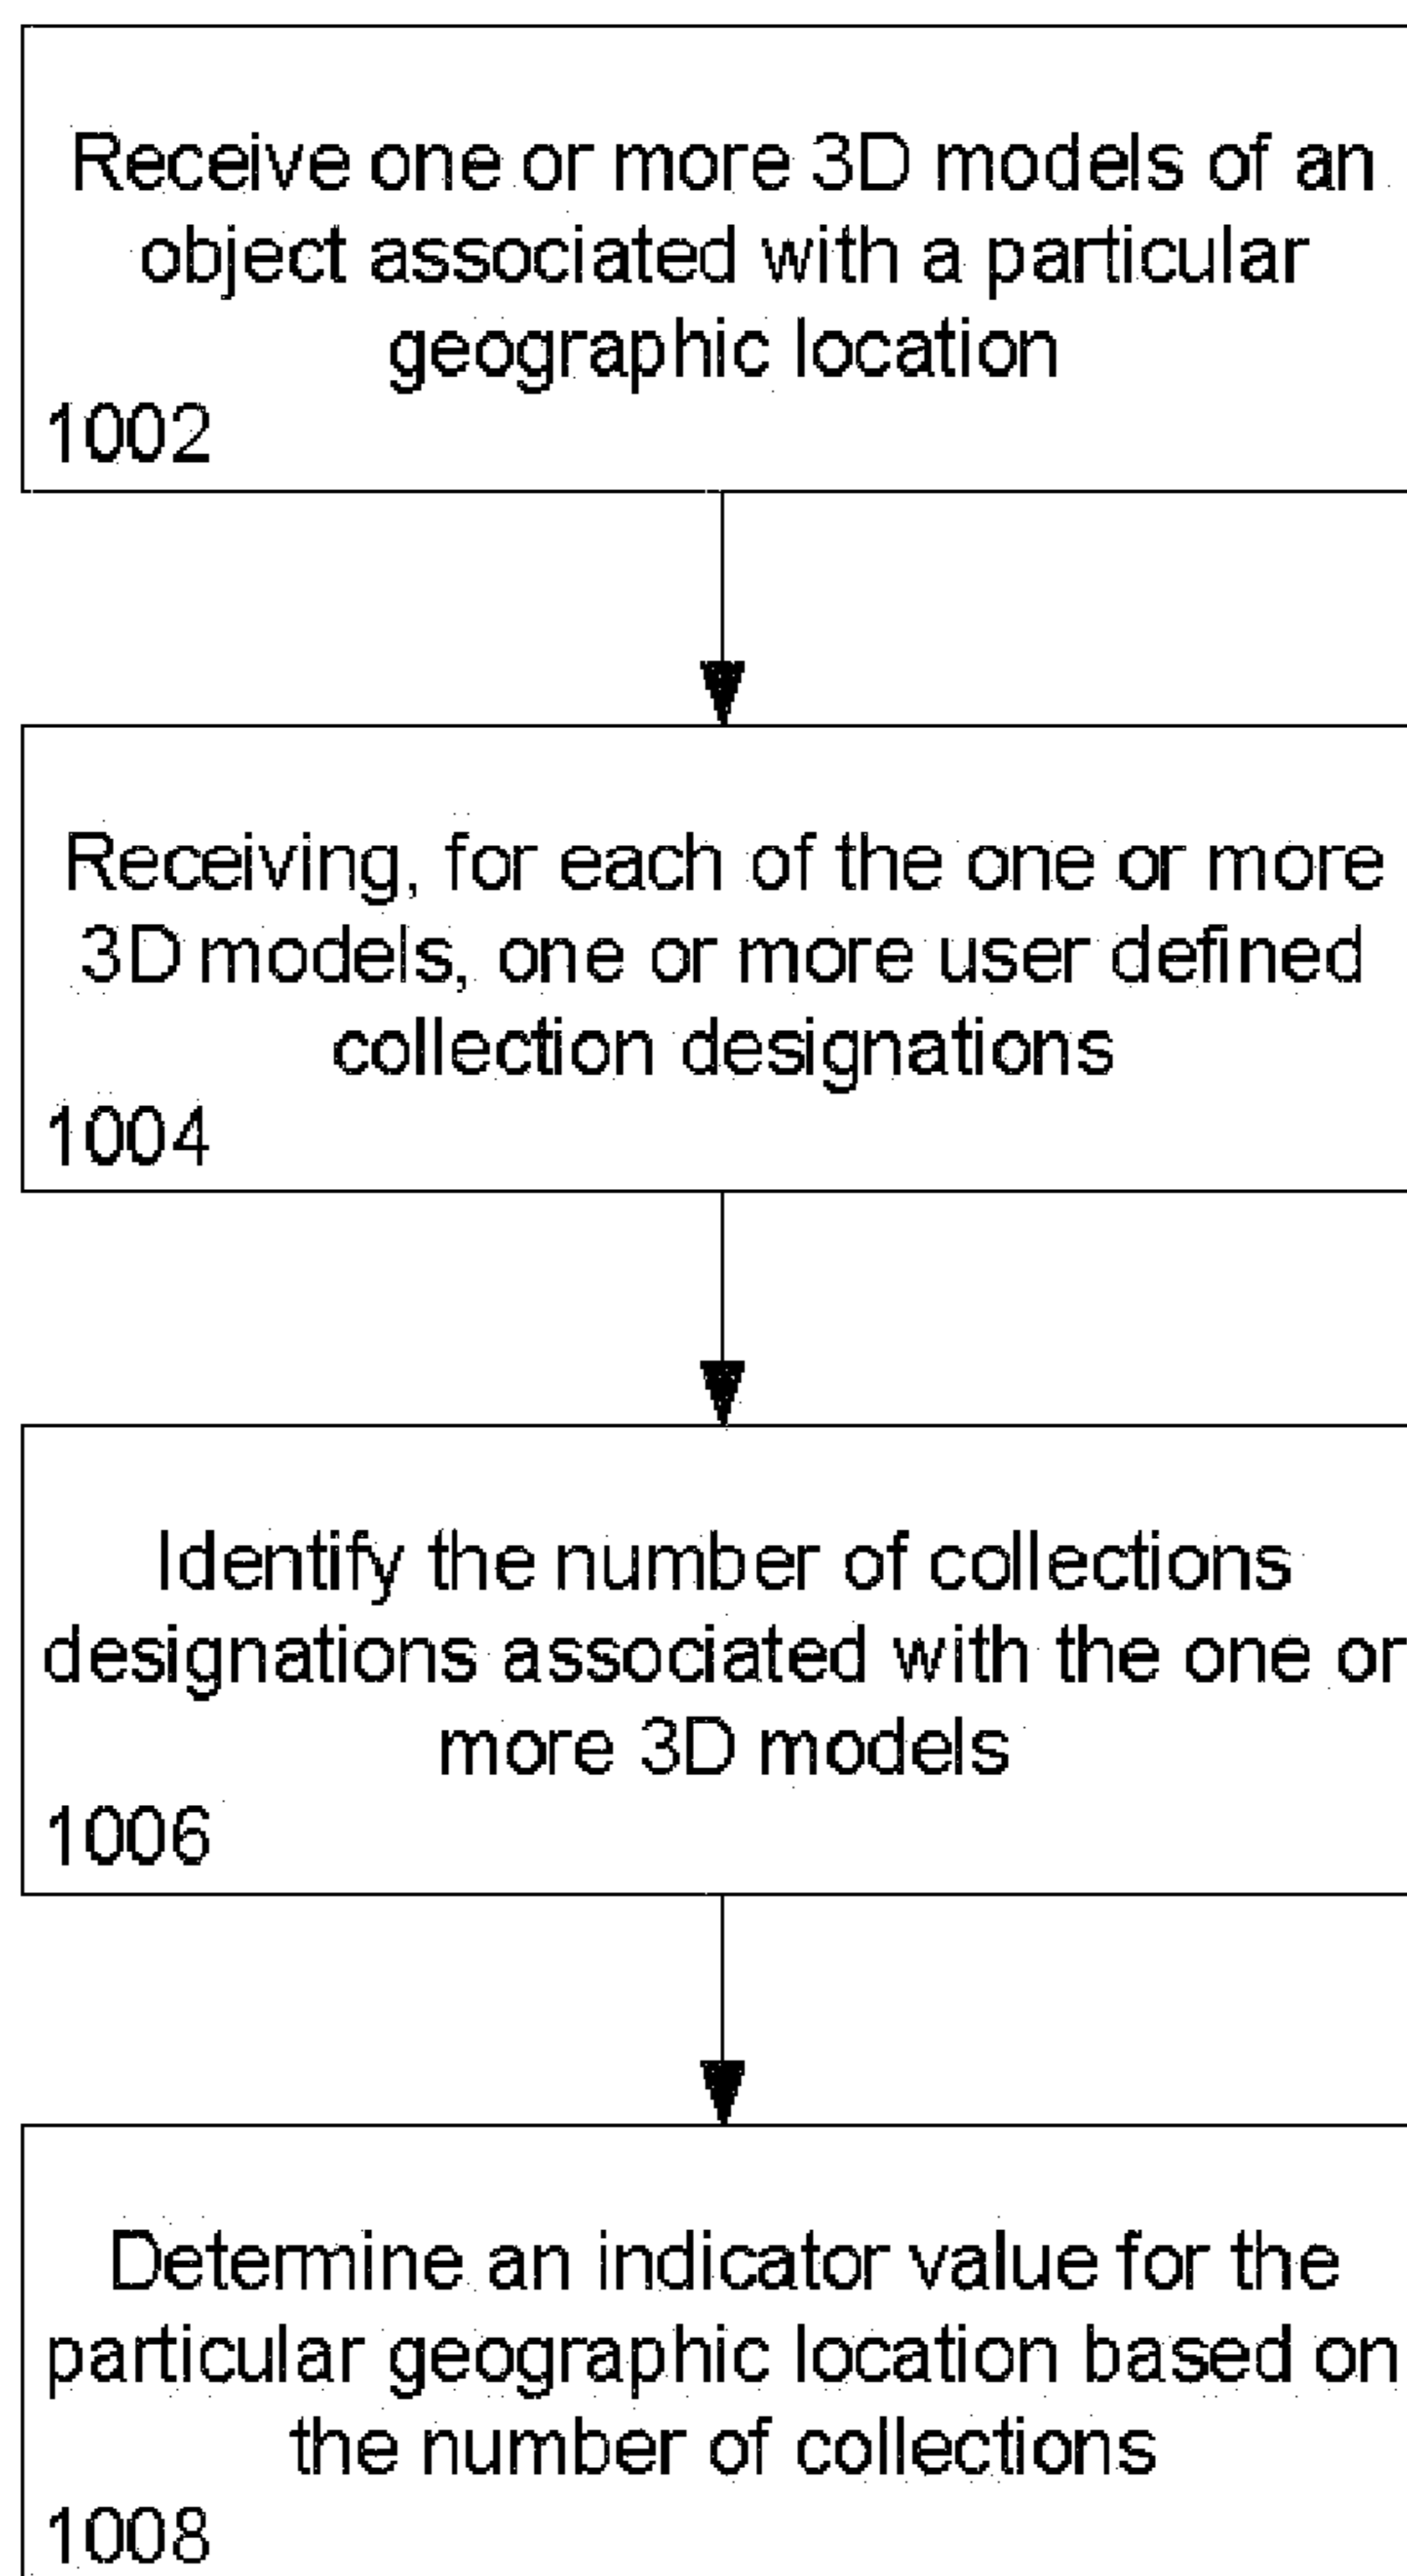 Receive one or more 3D models of an
object associated with a particular
geographic location
1002
Receiving, for each of the one or more
3D models, one or more user defined
collection designations
1004
Identify the number of collections
designations associated with the one or
more 3D models
1006
Determine an indicator value for the
particular geographic location based on
the number of collections
1008